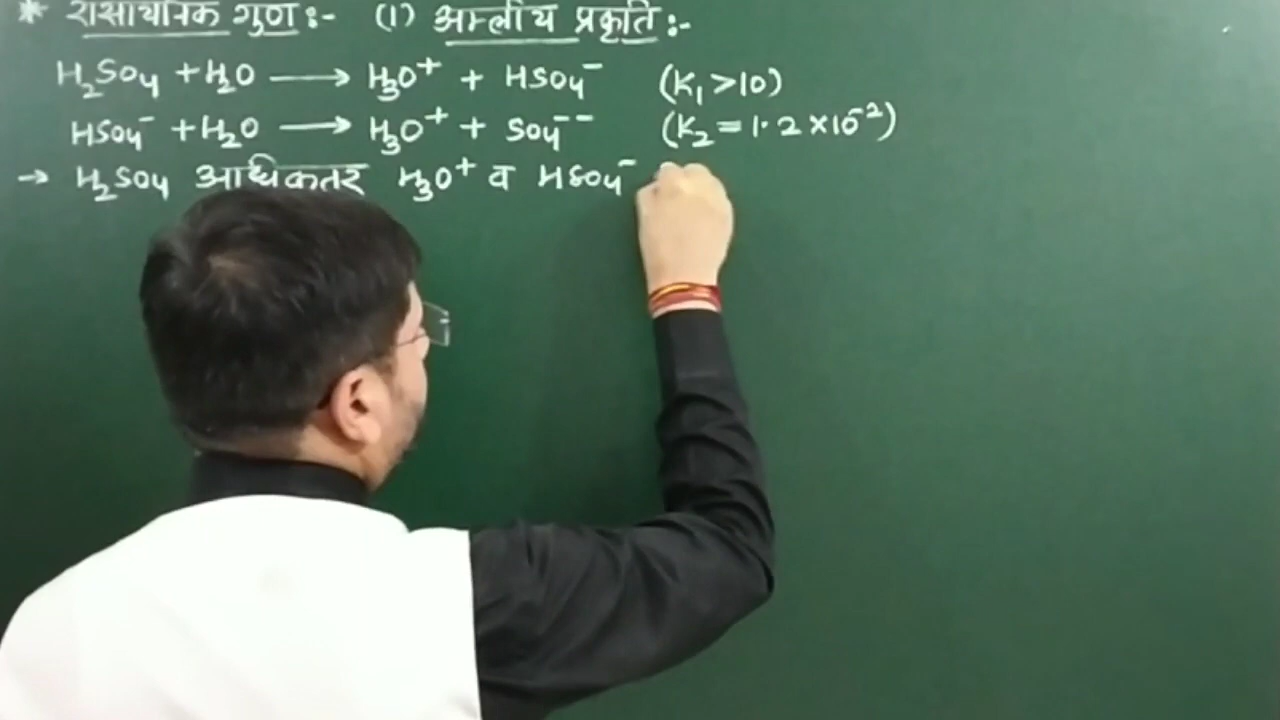 * रासायनिक गुण :- (1) अम्लीय प्रकृति :-
H₂SO₄ + H₂O ⟶ H₃O⁺ + HSO₄⁻ (K₁ >10)
HSO₄⁻ + H₂O ⟶ H₃O⁺ + SO₄⁻⁻ (K₂ = 1.2 × 10⁻²)
→ H₂SO₄ अधिकतर H₃O⁺ व HSO₄⁻